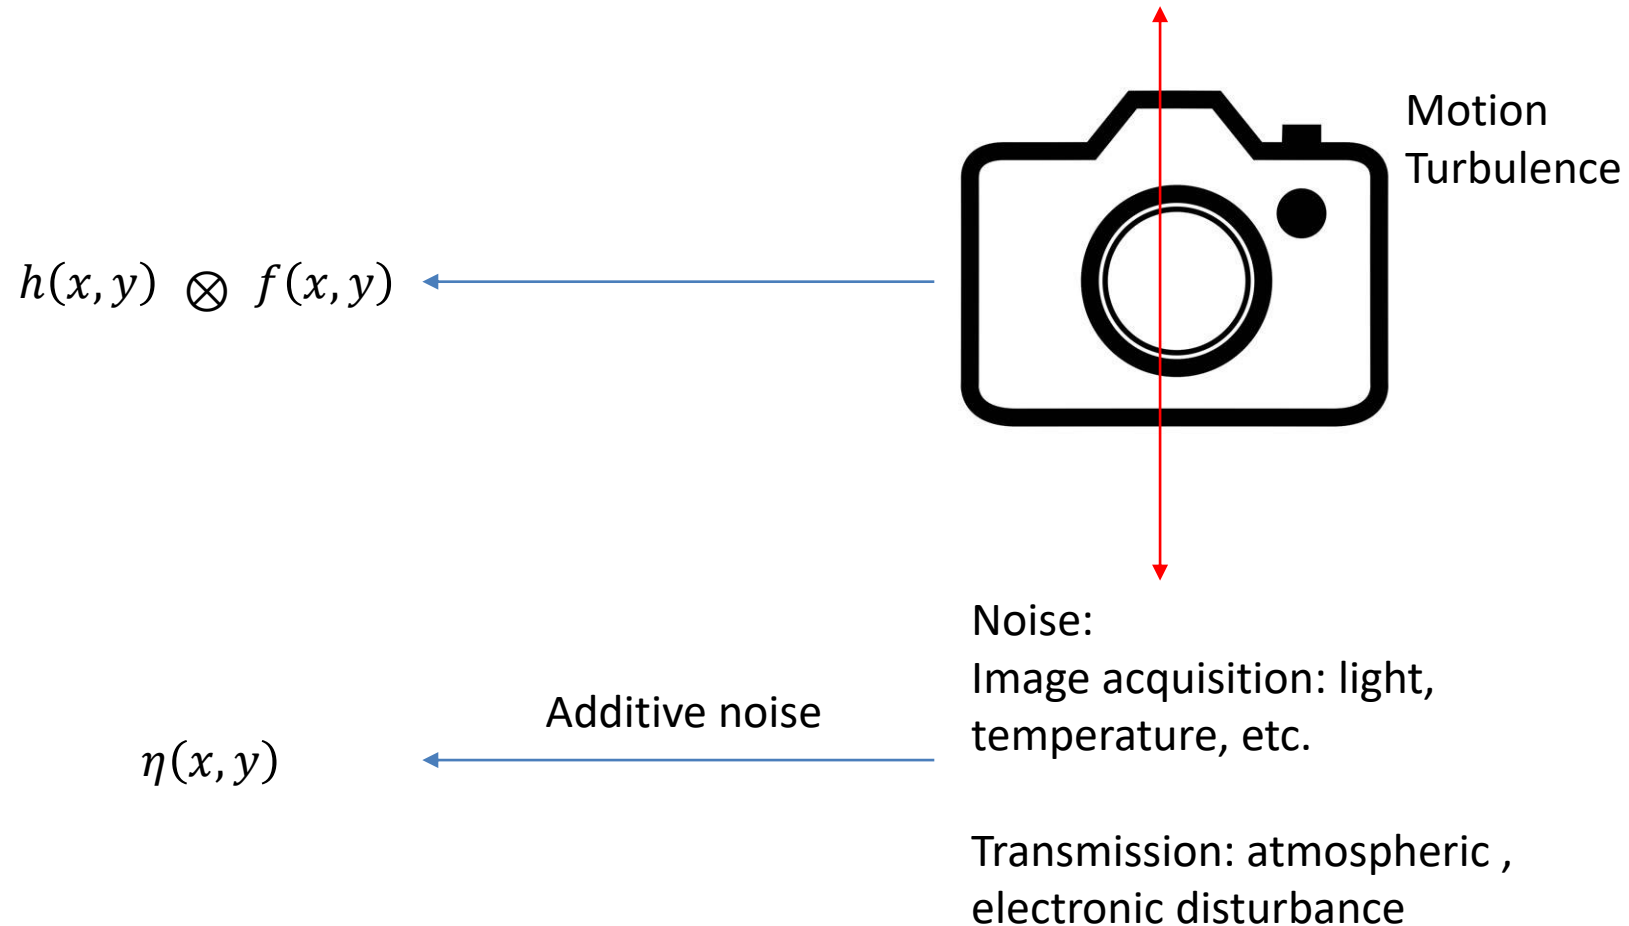 Motion
Turbulence
h(x, y) ⊗ f(x, y)
Noise:
Image acquisition: light,
temperature, etc.
Additive noise
η(x, y)
Transmission: atmospheric ,
electronic disturbance